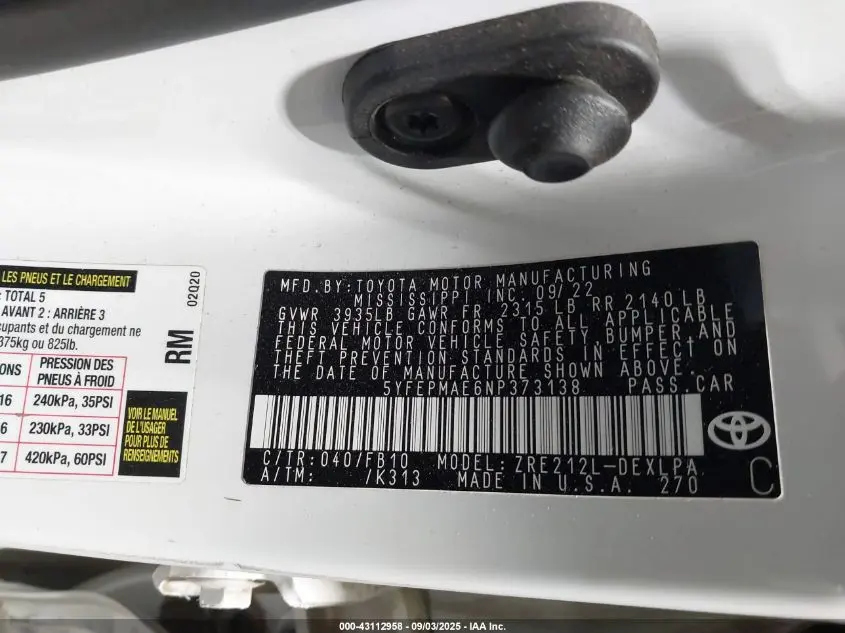 LES PNEUS ET LE CHARGEMENT
: TOTAL 5
AVANT 2 : ARRIÈRE 3
cupants et du chargement ne
375kg ou 825lb.
ONS PRESSION DES PNEUS À FROID
16 240kPa, 35PSI
6 230kPa, 33PSI
7 420kPa, 60PSI
VOIR LE MANUEL
DE L'USAGER
POUR PLUS DE
RENSEIGNEMENTS
02020
RM
MFD. BY: TOYOTA MOTOR MANUFACTURING
MISSISSIPPI INC. 09/22
GVWR 3935LB GAWR FR 2315 LB RR 2140 LB
THIS VEHICLE CONFORMS TO ALL APPLICABLE
FEDERAL MOTOR VEHICLE SAFETY, BUMPER, AND
THEFT PREVENTION STANDARDS IN EFFECT ON
THE DATE OF MANUFACTURE SHOWN ABOVE.
5YFEPMAE6NP373138 PASS.CAR
C/TR: 040/FB10 MODEL: ZRE212L-DEXLPA
A/TM: /K313 MADE IN U.S.A. 270
C
000-43112958 - 09/03/2025 - IAA Inc.